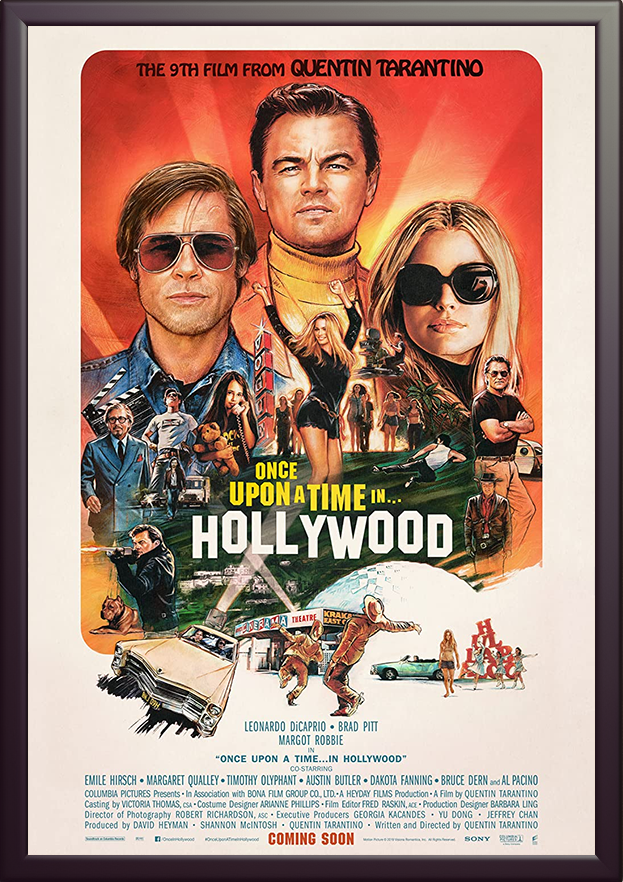 THE 9TH FILM FROM QUENTIN TARANTINO
ONCE
UPON A TIME IN...
HOLLYWOOD
CINERAMA THEATRE
KRAKA
EAST O
LEONARDO DiCAPRIO • BRAD PITT
MARGOT ROBBIE
IN
"ONCE UPON A TIME...IN HOLLYWOOD"
CO-STARRING
EMILE HIRSCH • MARGARET QUALLEY • TIMOTHY OLYPHANT • AUSTIN BUTLER • DAKOTA FANNING • BRUCE DERN and AL PACINO
COLUMBIA PICTURES Presents • In Association with BONA FILM GROUP CO., LTD. • A HEYDAY FILMS Production • A Film by QUENTIN TARANTINO
Casting by VICTORIA THOMAS, CSA • Costume Designer ARIANNE PHILLIPS • Film Editor FRED RASKIN, ACE • Production Designer BARBARA LING
Director of Photography ROBERT RICHARDSON, ASC • Executive Producers GEORGIA KACANDES • YU DONG • JEFFREY CHAN
Produced by DAVID HEYMAN • SHANNON McINTOSH • QUENTIN TARANTINO • Written and Directed by QUENTIN TARANTINO
COMING SOON
SONY